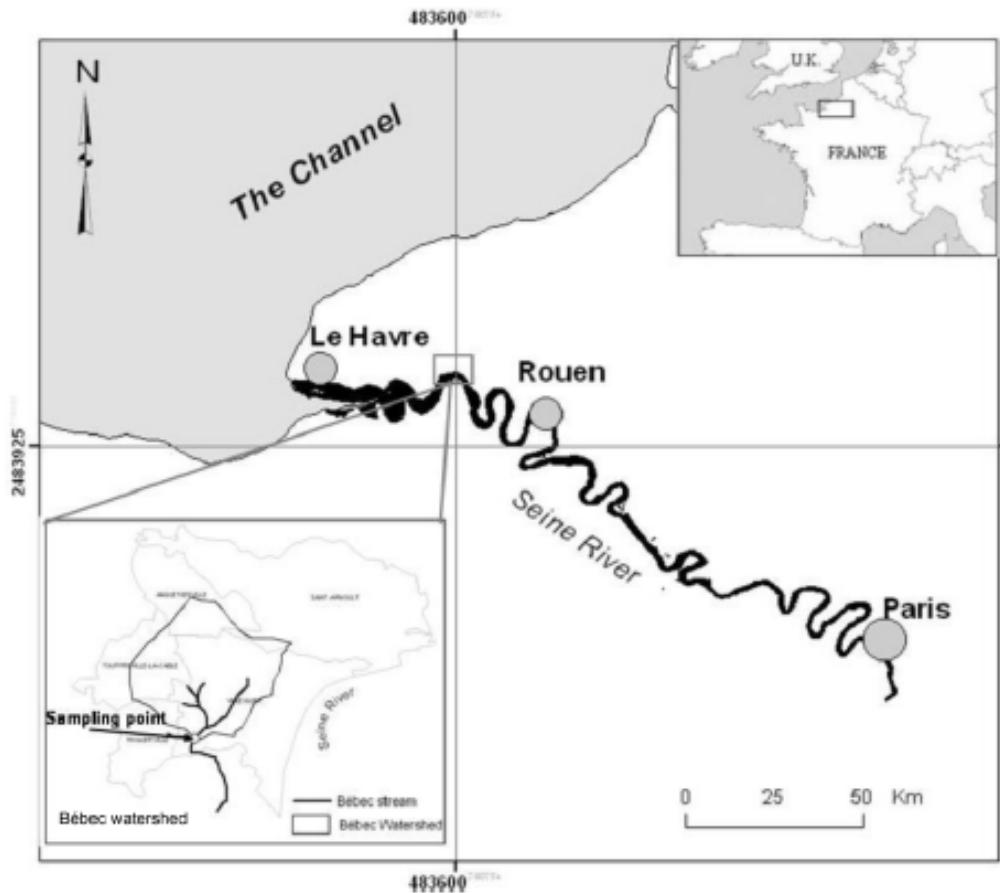 483600
N
The Channel
U.K.
FRANCE
Le Havre
Rouen
2483925
Seine River
Paris
SAINT ARNOULT
Sampling point
Seine River
Bébec stream
Bébec Watershed
Bébec watershed
0 25 50 Km
483600